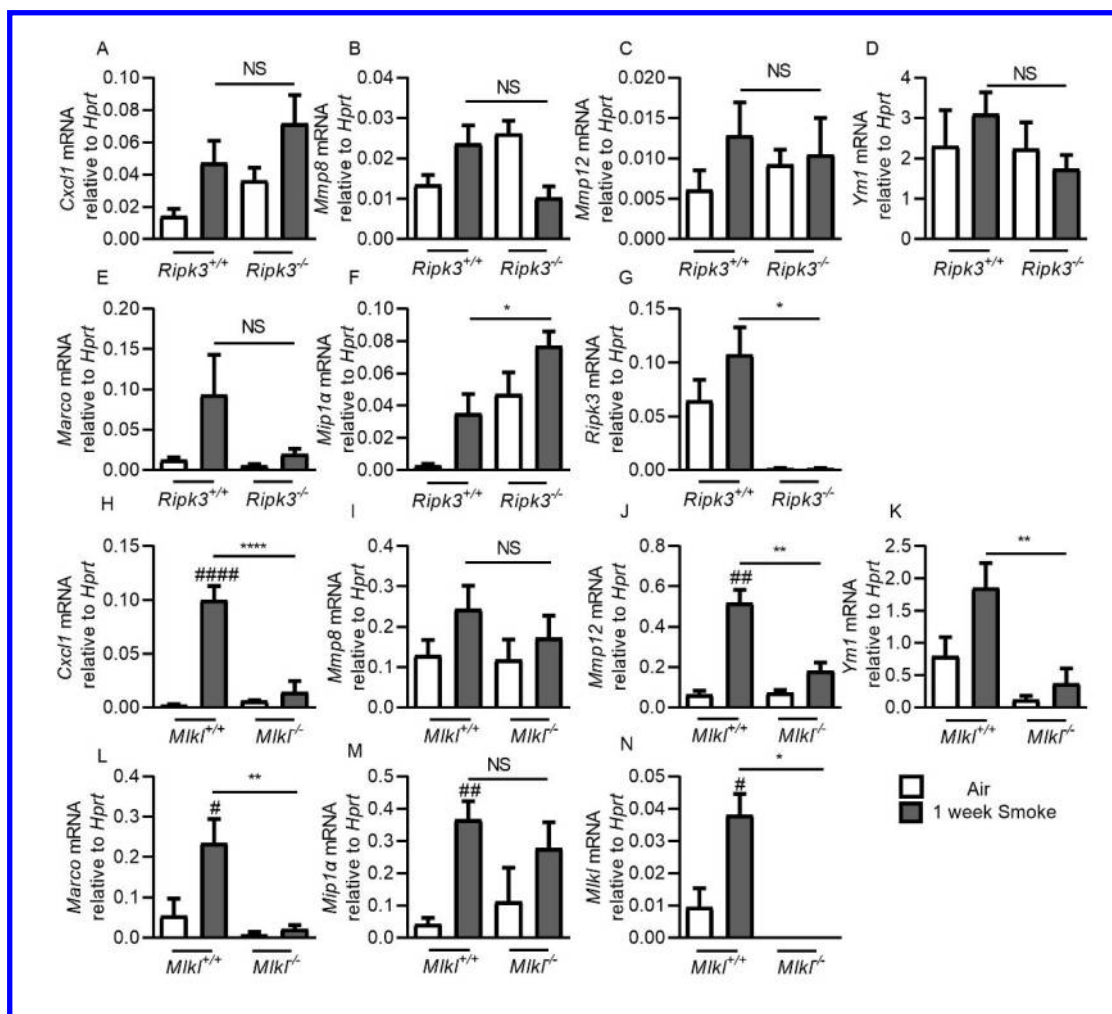 A
Cxcl1 mRNA
relative to Hprt
0.10
0.08
0.06
0.04
0.02
0.00
NS
Ripk3+/+
Ripk3-/-
B
Mmp8 mRNA
relative to Hprt
0.04
0.03
0.02
0.01
0.00
NS
Ripk3+/+
Ripk3-/-
C
Mmp12 mRNA
relative to Hprt
0.020
0.015
0.010
0.005
0.000
NS
Ripk3+/+
Ripk3-/-
D
Ym1 mRNA
relative to Hprt
4
3
2
1
0
NS
Ripk3+/+
Ripk3-/-
E
Marco mRNA
relative to Hprt
0.20
0.15
0.10
0.05
0.00
NS
Ripk3+/+
Ripk3-/-
F
Mip1α mRNA
relative to Hprt
0.10
0.08
0.06
0.04
0.02
0.00
*
Ripk3+/+
Ripk3-/-
G
Ripk3 mRNA
relative to Hprt
0.15
0.10
0.05
0.00
*
Ripk3+/+
Ripk3-/-
H
Cxcl1 mRNA
relative to Hprt
0.15
0.10
0.05
0.00
****
####
Mlkl+/+
Mlkl-/-
I
Mmp8 mRNA
relative to Hprt
0.4
0.3
0.2
0.1
0.0
NS
Mlkl+/+
Mlkl-/-
J
Mmp12 mRNA
relative to Hprt
0.8
0.6
0.4
0.2
0.0
**
##
Mlkl+/+
Mlkl-/-
K
Ym1 mRNA
relative to Hprt
2.5
2.0
1.5
1.0
0.5
0.0
**
Mlkl+/+
Mlkl-/-
L
Marco mRNA
relative to Hprt
0.4
0.3
0.2
0.1
0.0
**
#
Mlkl+/+
Mlkl-/-
M
Mip1α mRNA
relative to Hprt
0.5
0.4
0.3
0.2
0.1
0.0
NS
##
Mlkl+/+
Mlkl-/-
N
Mlkl mRNA
relative to Hprt
0.05
0.04
0.03
0.02
0.01
0.00
*
#
Mlkl+/+
Mlkl-/-
Air
1 week Smoke